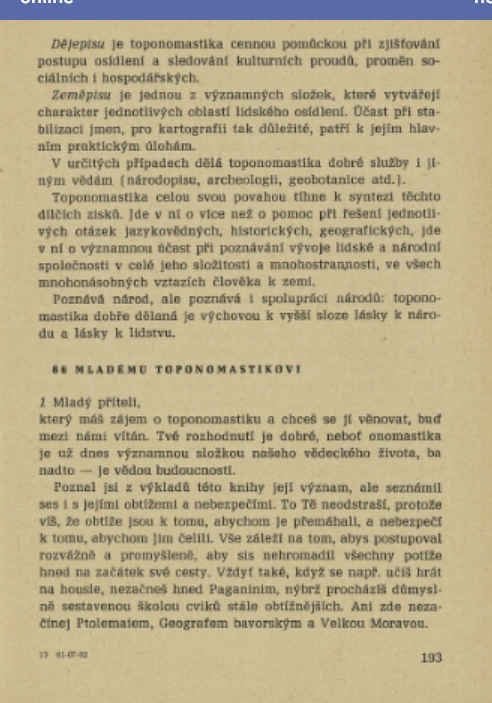 online
Dějepisu je toponomastika cennou pomůckou při zjišťování
postupu osídlení a sledování kulturních proudů, proměn so-
ciálních i hospodářských.
Zeměpisu je jednou z významných složek, které vytvářejí
charakter jednotlivých oblastí lidského osídlení. Účast při sta-
bilizaci jmen, pro kartografii tak důležité, patří k jejím hlav-
ním praktickým úlohám.
V určitých případech dělá toponomastika dobré služby i ji-
ným vědám (národopisu, archeologii, geobotanice atd.).
Toponomastika celou svou povahou tíhne k syntezi těchto
dílčích zisků. Jde v ní o více než o pomoc při řešení jednotli-
vých otázek jazykovědných, historických, geografických, jde
v ní o významnou účast při poznávání vývoje lidské a národní
společnosti v celé jeho složitosti a mnohostrannosti, ve všech
mnohonásobných vztazích člověka k zemi.
Poznává národ, ale poznává i spolupráci národů: topono-
mastika dobře dělaná je výchovou k vyšší sloze lásky k náro-
du a lásky k lidstvu.
66 MLADÉMU TOPONOMASTIKOVI
1 Mladý příteli,
který máš zájem o toponomastiku a chceš se jí věnovat, buď
mezi námi vítán. Tvé rozhodnutí je dobré, neboť onomastika
je už dnes významnou složkou našeho vědeckého života, ba
nadto — je vědou budoucnosti.
Poznal jsi z výkladů této knihy její význam, ale seznámil
ses i s jejími obtížemi a nebezpečími. To Tě neodstraší, protože
víš, že obtíže jsou k tomu, abychom je přemáhali, a nebezpečí
k tomu, abychom jim čelili. Vše záleží na tom, abys postupoval
rozvážně a promyšleně, aby sis nehromadil všechny potíže
hned na začátek své cesty. Vždyť také, když se např. učíš hrát
na housle, nezačneš hned Paganinim, nýbrž procházíš důmysl-
ně sestavenou školou cviků stále obtížnějších. Ani zde neza-
čínej Ptolemaiem, Geografem bavorským a Velkou Moravou.
13 61-07-02
193